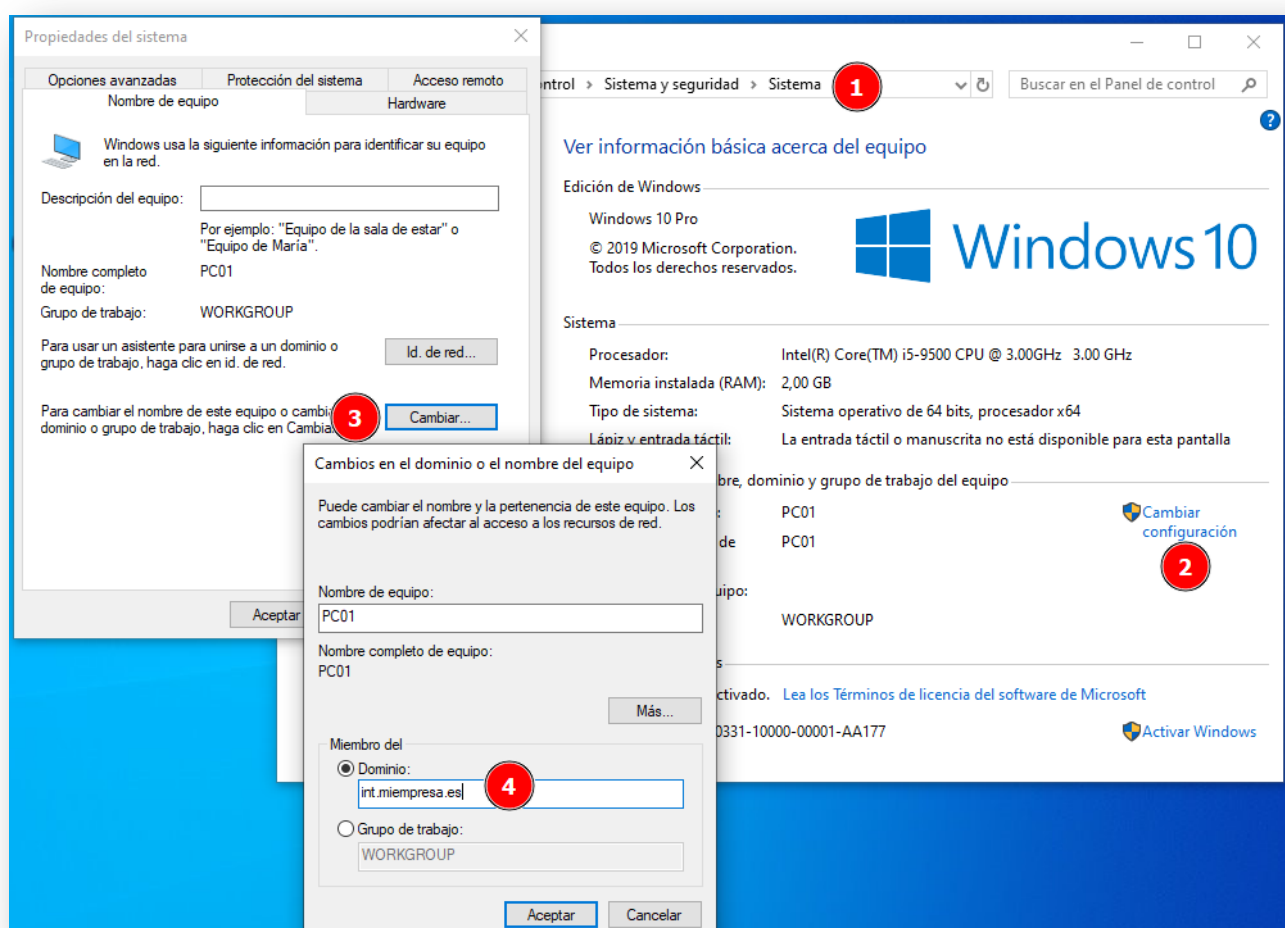 Propiedades del sistema
Opciones avanzadas
Protección del sistema
Acceso remoto
Nombre de equipo
Hardware
Windows usa la siguiente información para identificar su equipo
en la red.
Descripción del equipo:
Por ejemplo: "Equipo de la sala de estar" o
"Equipo de María".
Nombre completo
de equipo:
PC01
Grupo de trabajo:
WORKGROUP
Para usar un asistente para unirse a un dominio o
grupo de trabajo, haga clic en id. de red.
Id. de red...
Para cambiar el nombre de este equipo o
dominio o grupo de trabajo, haga clic en
3
Cambiar...
Aceptar
Sistema y seguridad
Sistema
1
Buscar en el Panel de control
?
Ver información básica acerca del equipo
Edición de Windows
Windows 10 Pro
© 2019 Microsoft Corporation.
Todos los derechos reservados.
Windows 10
Sistema
Procesador: Intel(R) Core(TM) i5-9500 CPU @ 3.00GHz 3.00 GHz
Memoria instalada (RAM): 2,00 GB
Tipo de sistema: Sistema operativo de 64 bits, procesador x64
Lápiz y entrada táctil: La entrada táctil o manuscrita no está disponible para esta pantalla
dominio y grupo de trabajo del equipo
PC01
Cambiar
configuración
2
de PC01
WORKGROUP
Lea los Términos de licencia del software de Microsoft
0331-10000-00001-AA177
Activar Windows
Cambios en el dominio o el nombre del equipo
Puede cambiar el nombre y la pertenencia de este equipo. Los
cambios podrían afectar al acceso a los recursos de red.
Nombre de equipo:
PC01
Nombre completo de equipo:
PC01
Más...
Miembro del
Dominio:
int.miempresa.es
4
Grupo de trabajo:
WORKGROUP
Aceptar
Cancelar